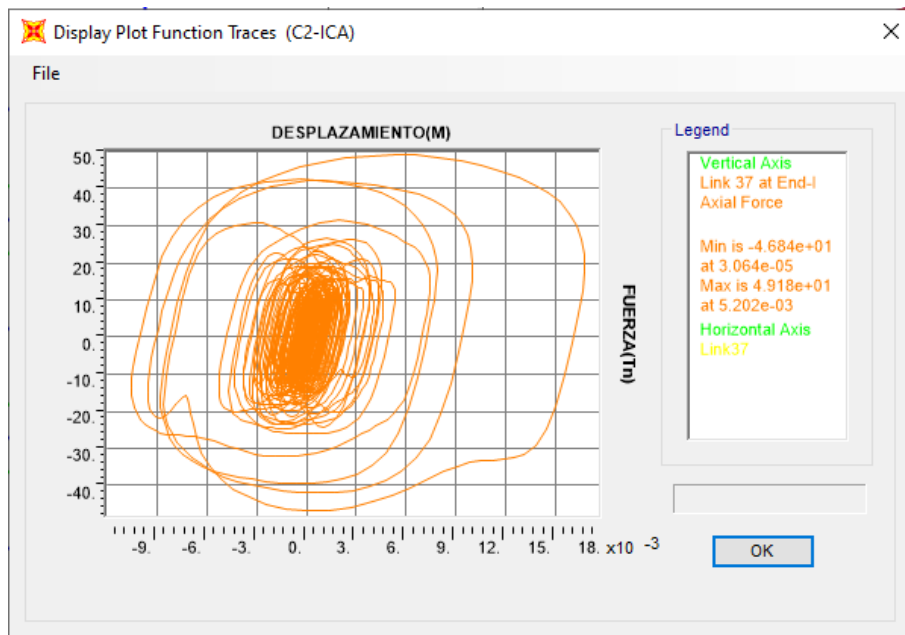 Display Plot Function Traces (C2-ICA)
File
DESPLAZAMIENTO(M)
50.
40.
30.
20.
10.
0.
-10.
-20.
-30.
-40.
-9. -6. -3. 0. 3. 6. 9. 12. 15. 18. x10 -3
FUERZA(Tn)
Legend
Vertical Axis
Link 37 at End-I
Axial Force
Min is -4.684e+01
at 3.064e-05
Max is 4.918e+01
at 5.202e-03
Horizontal Axis
Link37
OK